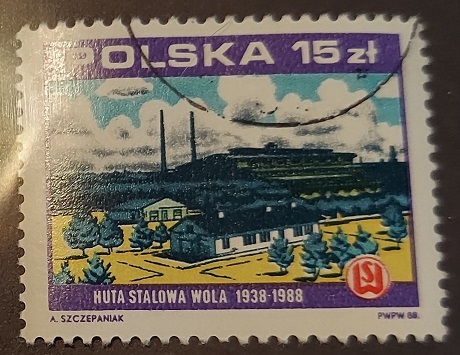 POLSKA 15 zł
HUTA STALOWA WOLA 1938-1988
A. SZCZEPANIAK
PWPW 88.